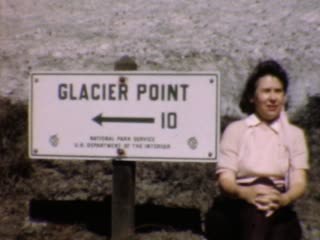 GLACIER POINT
← 10
NATIONAL PARK SERVICE
U.S. DEPARTMENT OF THE INTERIOR